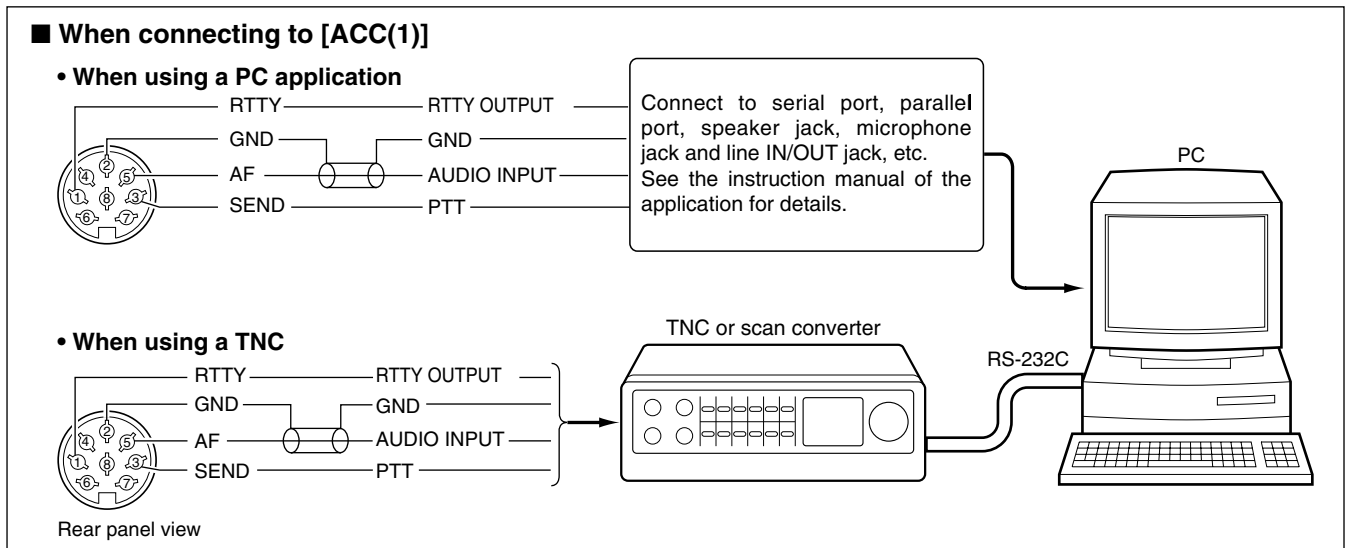 ■ When connecting to [ACC(1)]
• When using a PC application
RTTY RTTY OUTPUT
GND GND
AF AUDIO INPUT
SEND PTT
2
4 5
1 8 3
6 7
Connect to serial port, parallel
port, speaker jack, microphone
jack and line IN/OUT jack, etc.
See the instruction manual of the
application for details.
PC
• When using a TNC
RTTY RTTY OUTPUT
GND GND
AF AUDIO INPUT
SEND PTT
2
4 5
1 8 3
6 7
Rear panel view
TNC or scan converter
RS-232C